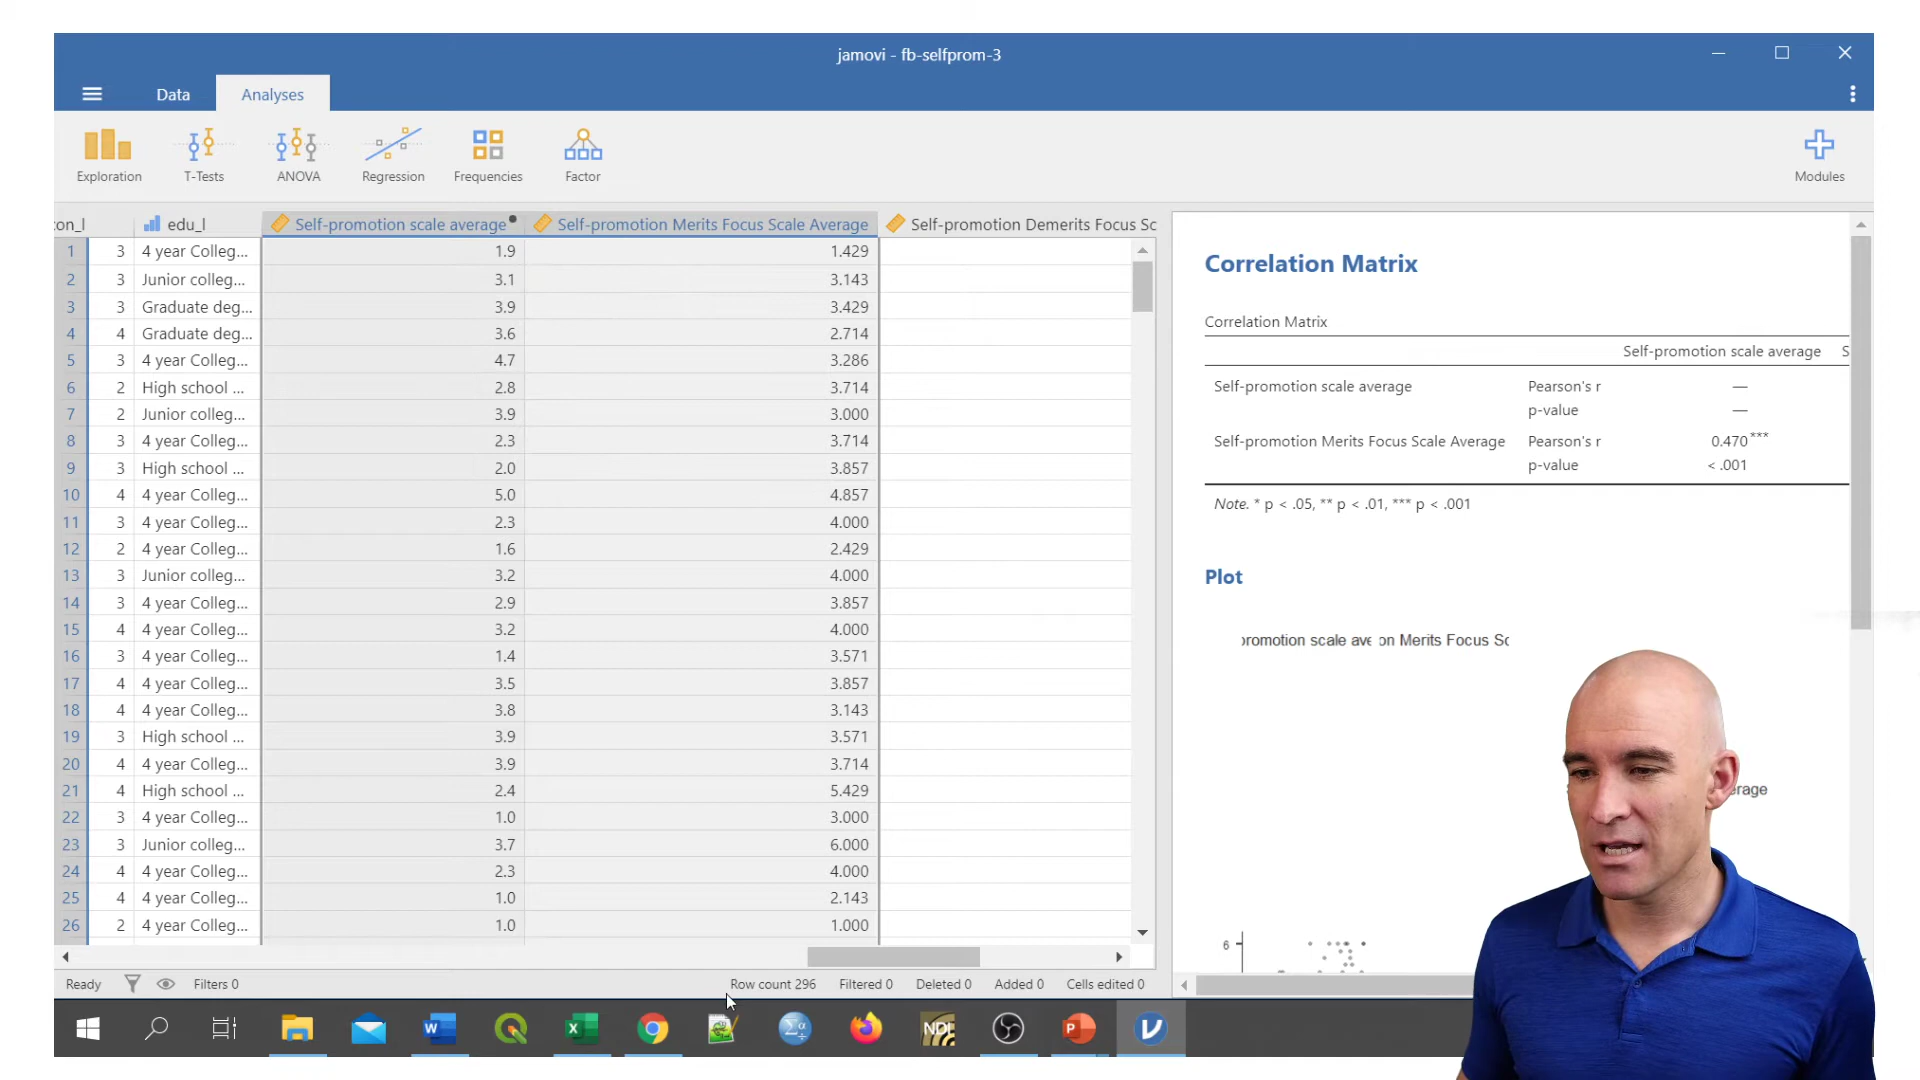 jamovi - fb-selfprom-3
Data Analyses
Exploration T-Tests ANOVA Regression Frequencies Factor Modules
on_l edu_l Self-promotion scale average Self-promotion Merits Focus Scale Average Self-promotion Demerits Focus Sc
1 3 4 year Colleg... 1.9 1.429
2 3 Junior colleg... 3.1 3.143
3 3 Graduate deg... 3.9 3.429
4 4 Graduate deg... 3.6 2.714
5 3 4 year Colleg... 4.7 3.286
6 2 High school ... 2.8 3.714
7 2 Junior colleg... 3.9 3.000
8 3 4 year Colleg... 2.3 3.714
9 3 High school ... 2.0 3.857
10 4 4 year Colleg... 5.0 4.857
11 3 4 year Colleg... 2.3 4.000
12 2 4 year Colleg... 1.6 2.429
13 3 Junior colleg... 3.2 4.000
14 3 4 year Colleg... 2.9 3.857
15 4 4 year Colleg... 3.2 4.000
16 3 4 year Colleg... 1.4 3.571
17 4 4 year Colleg... 3.5 3.857
18 4 4 year Colleg... 3.8 3.143
19 3 High school ... 3.9 3.571
20 4 4 year Colleg... 3.9 3.714
21 4 High school ... 2.4 5.429
22 3 4 year Colleg... 1.0 3.000
23 3 Junior colleg... 3.7 6.000
24 4 4 year Colleg... 2.3 4.000
25 4 4 year Colleg... 1.0 2.143
26 2 4 year Colleg... 1.0 1.000
Ready Filters 0 Row count 296 Filtered 0 Deleted 0 Added 0 Cells edited 0
Correlation Matrix
Correlation Matrix
Self-promotion scale average S
Self-promotion scale average Pearson's r —
p-value —
Self-promotion Merits Focus Scale Average Pearson's r 0.470 ***
p-value < .001
Note. * p < .05, ** p < .01, *** p < .001
Plot
promotion scale ave on Merits Focus Sc
erage
6
NDI